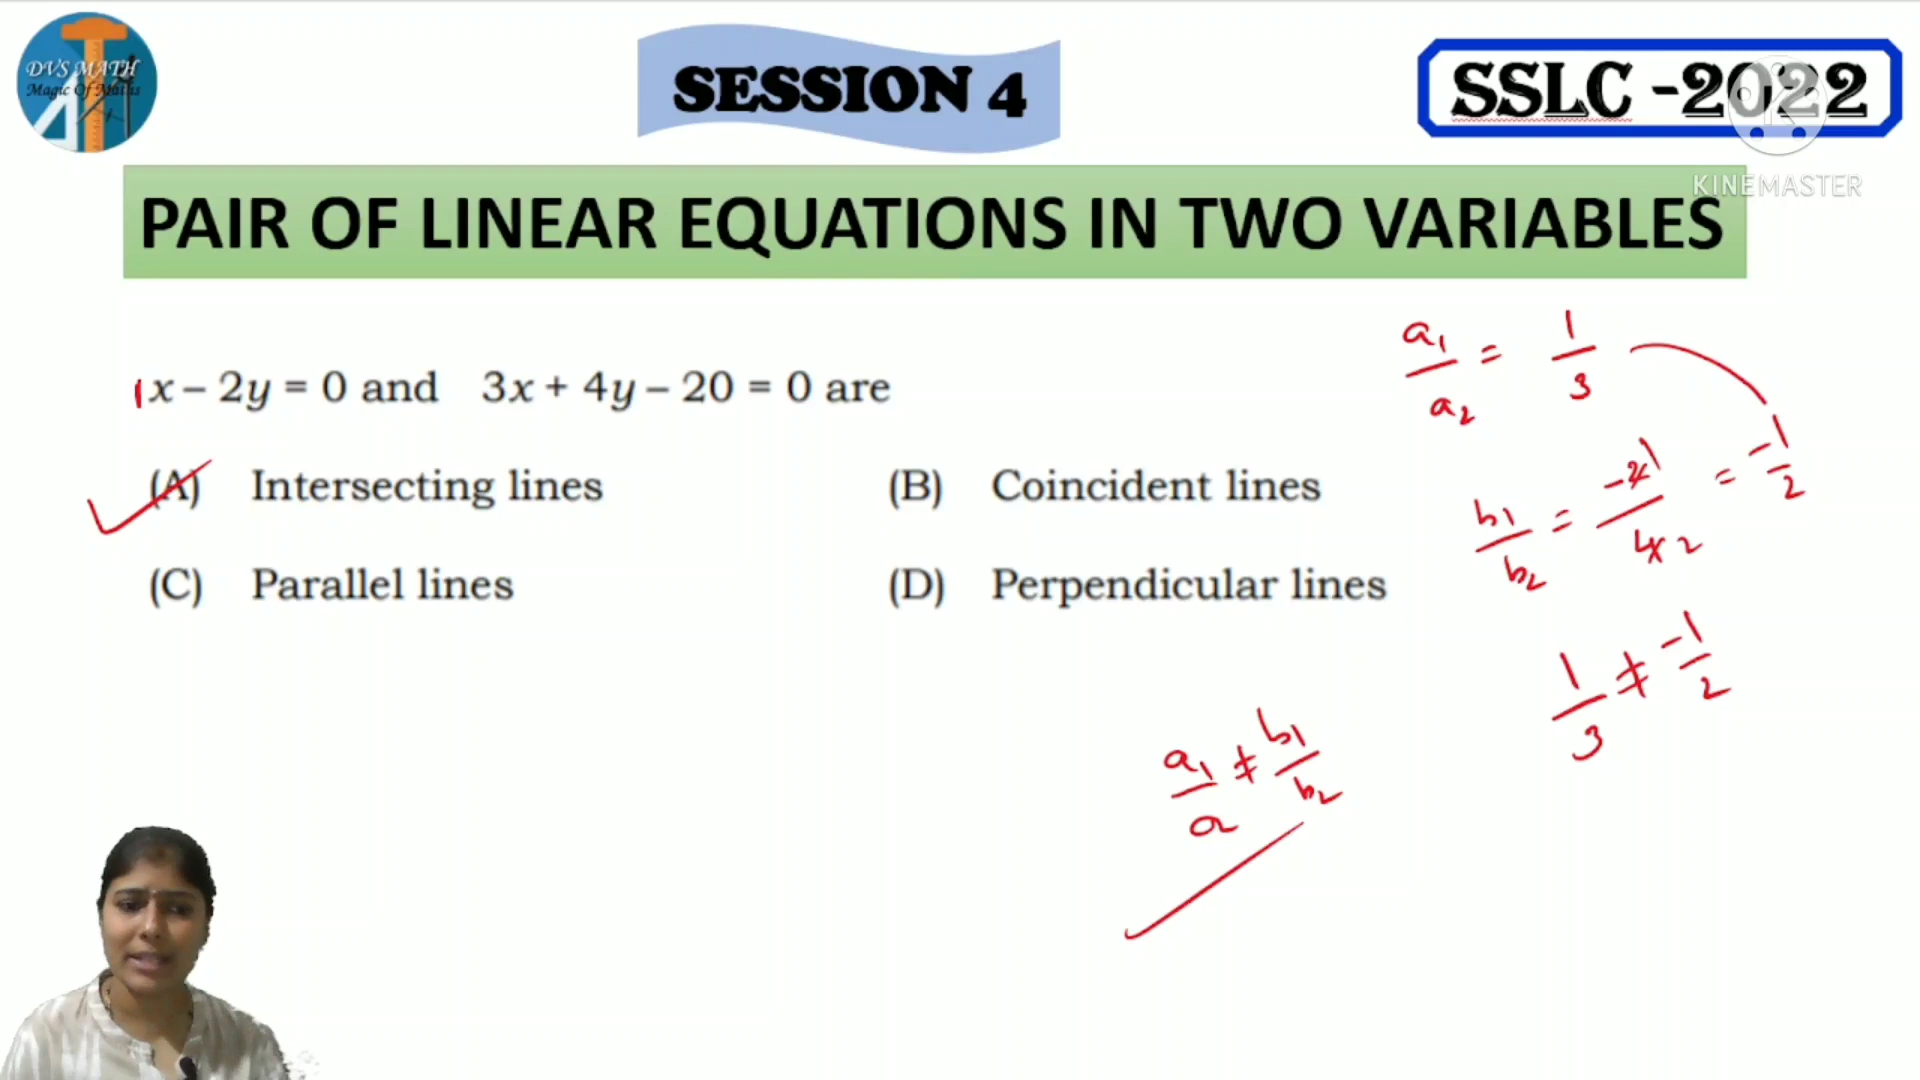 DVS MATH
Magic Of Maths
SESSION 4
SSLC -2022
KINEMASTER
PAIR OF LINEAR EQUATIONS IN TWO VARIABLES
1x – 2y = 0 and 3x + 4y – 20 = 0 are
(A) Intersecting lines
(B) Coincident lines
(C) Parallel lines
(D) Perpendicular lines
a₁/a₂ = 1/3
b₁/b₂ = -2 1/4 2 = -1/2
1/3 ≠ -1/2
a₁/a ≠ b₁/b₂